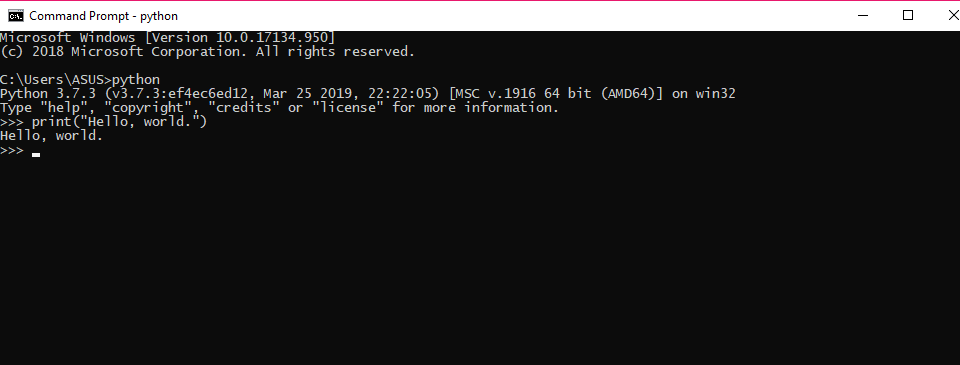 Command Prompt - python
Microsoft Windows [Version 10.0.17134.950]
(c) 2018 Microsoft Corporation. All rights reserved.
C:\Users\ASUS>python
Python 3.7.3 (v3.7.3:ef4ec6ed12, Mar 25 2019, 22:22:05) [MSC v.1916 64 bit (AMD64)] on win32
Type "help", "copyright", "credits" or "license" for more information.
>>> print("Hello, world.")
Hello, world.
>>>